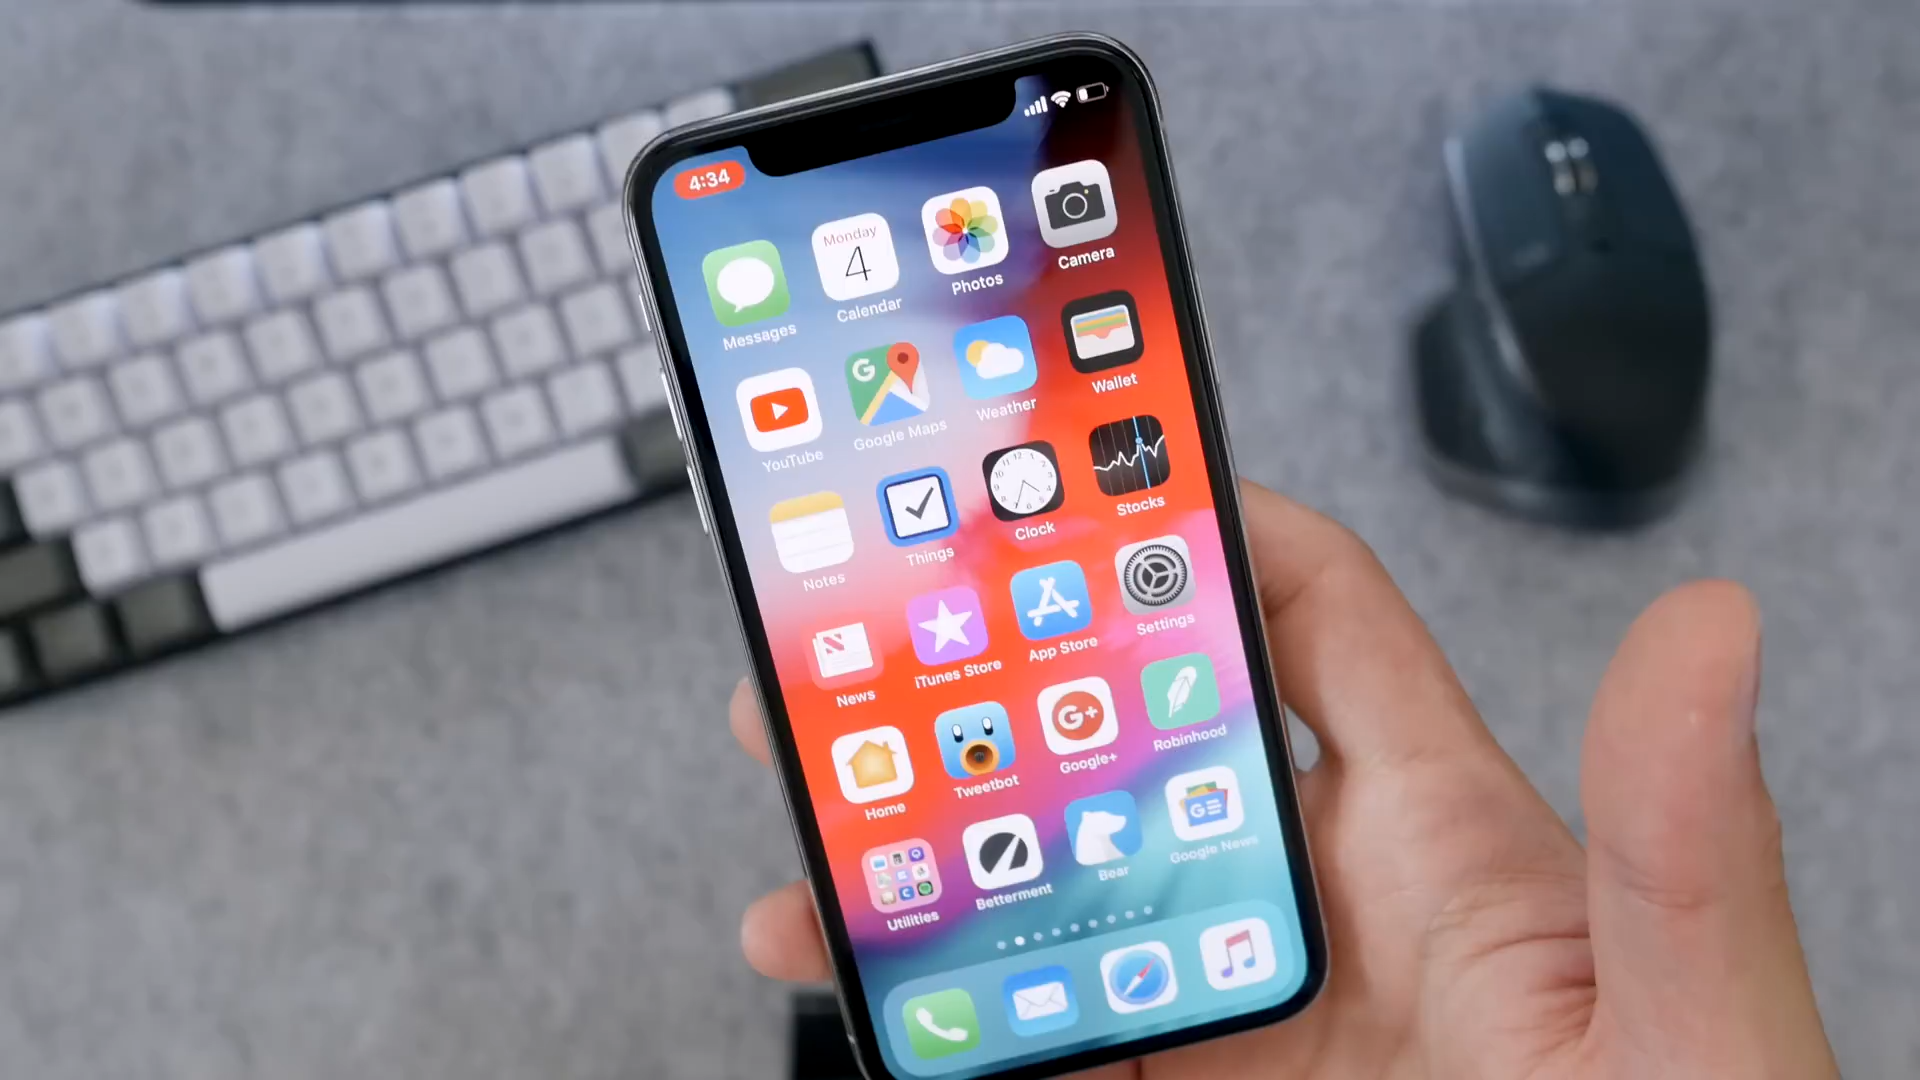 4:34
Monday
4
Messages
Calendar
Photos
Camera
YouTube
G
Google Maps
Weather
Wallet
Notes
Things
Clock
Stocks
News
iTunes Store
App Store
Settings
Home
Tweetbot
G+
Google+
Robinhood
Utilities
Betterment
Bear
GE
Google News